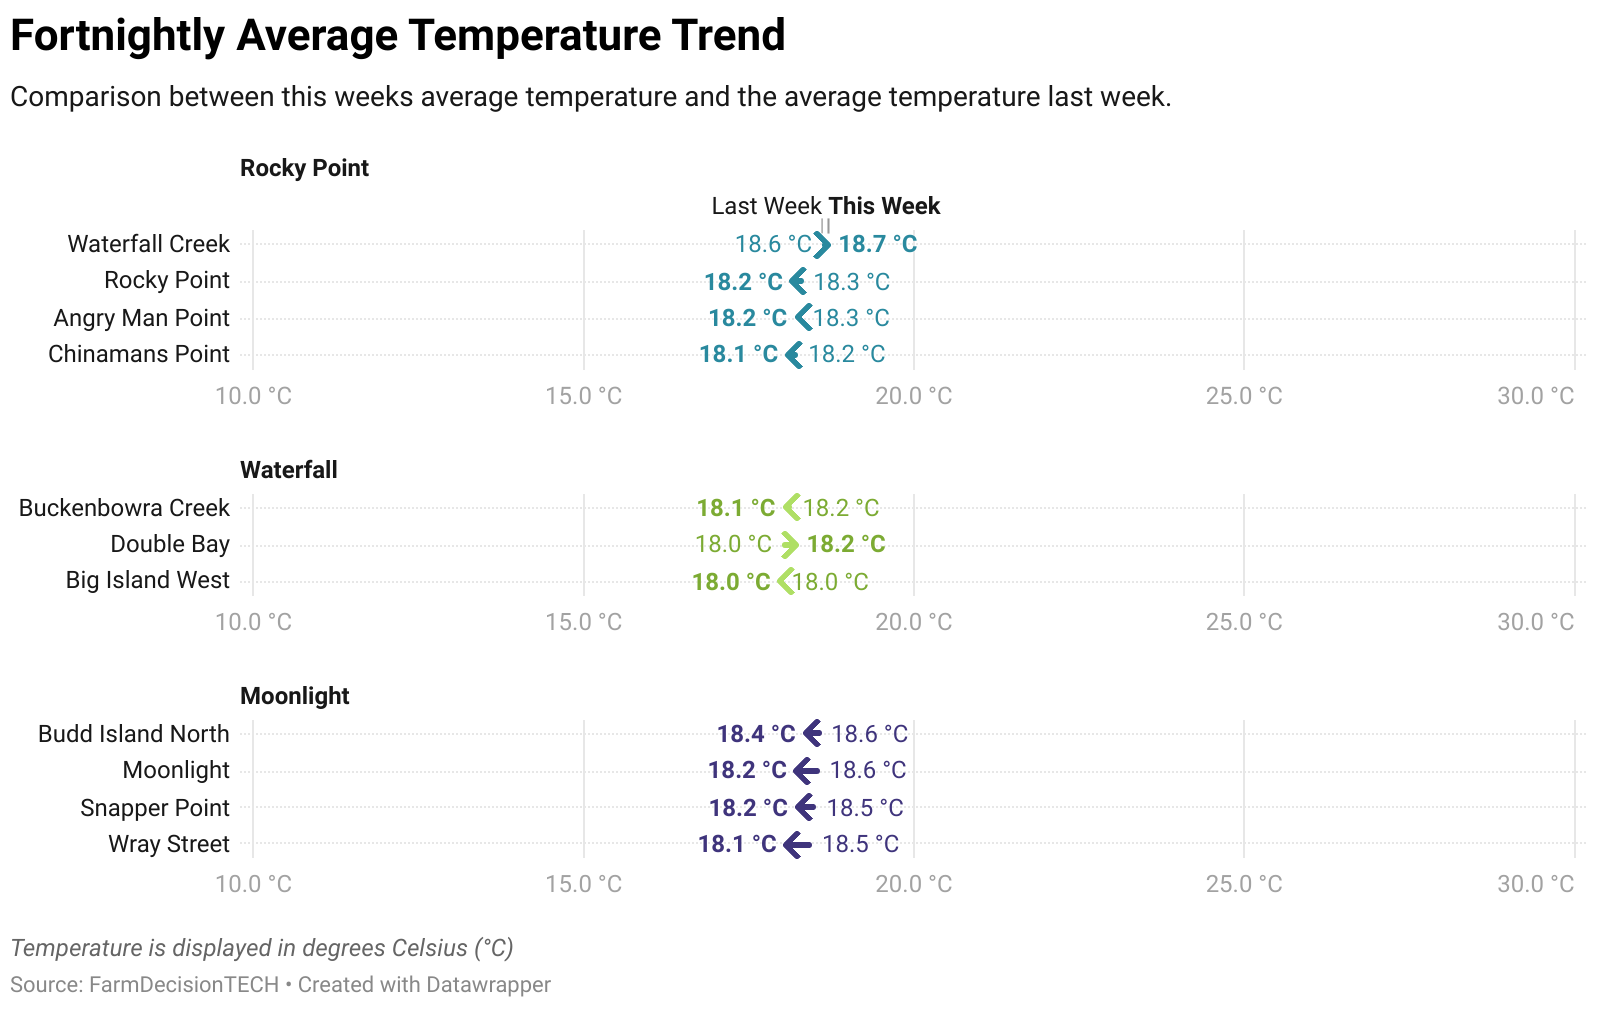 Fortnightly Average Temperature Trend
Comparison between this weeks average temperature and the average temperature last week.
Rocky Point
Last Week This Week
Waterfall Creek 18.6 °C 18.7 °C
Rocky Point 18.2 °C 18.3 °C
Angry Man Point 18.2 °C 18.3 °C
Chinamans Point 18.1 °C 18.2 °C
10.0 °C 15.0 °C 20.0 °C 25.0 °C 30.0 °C
Waterfall
Buckenbowra Creek 18.1 °C 18.2 °C
Double Bay 18.0 °C 18.2 °C
Big Island West 18.0 °C 18.0 °C
10.0 °C 15.0 °C 20.0 °C 25.0 °C 30.0 °C
Moonlight
Budd Island North 18.4 °C 18.6 °C
Moonlight 18.2 °C 18.6 °C
Snapper Point 18.2 °C 18.5 °C
Wray Street 18.1 °C 18.5 °C
10.0 °C 15.0 °C 20.0 °C 25.0 °C 30.0 °C
Temperature is displayed in degrees Celsius (°C)
Source: FarmDecisionTECH • Created with Datawrapper